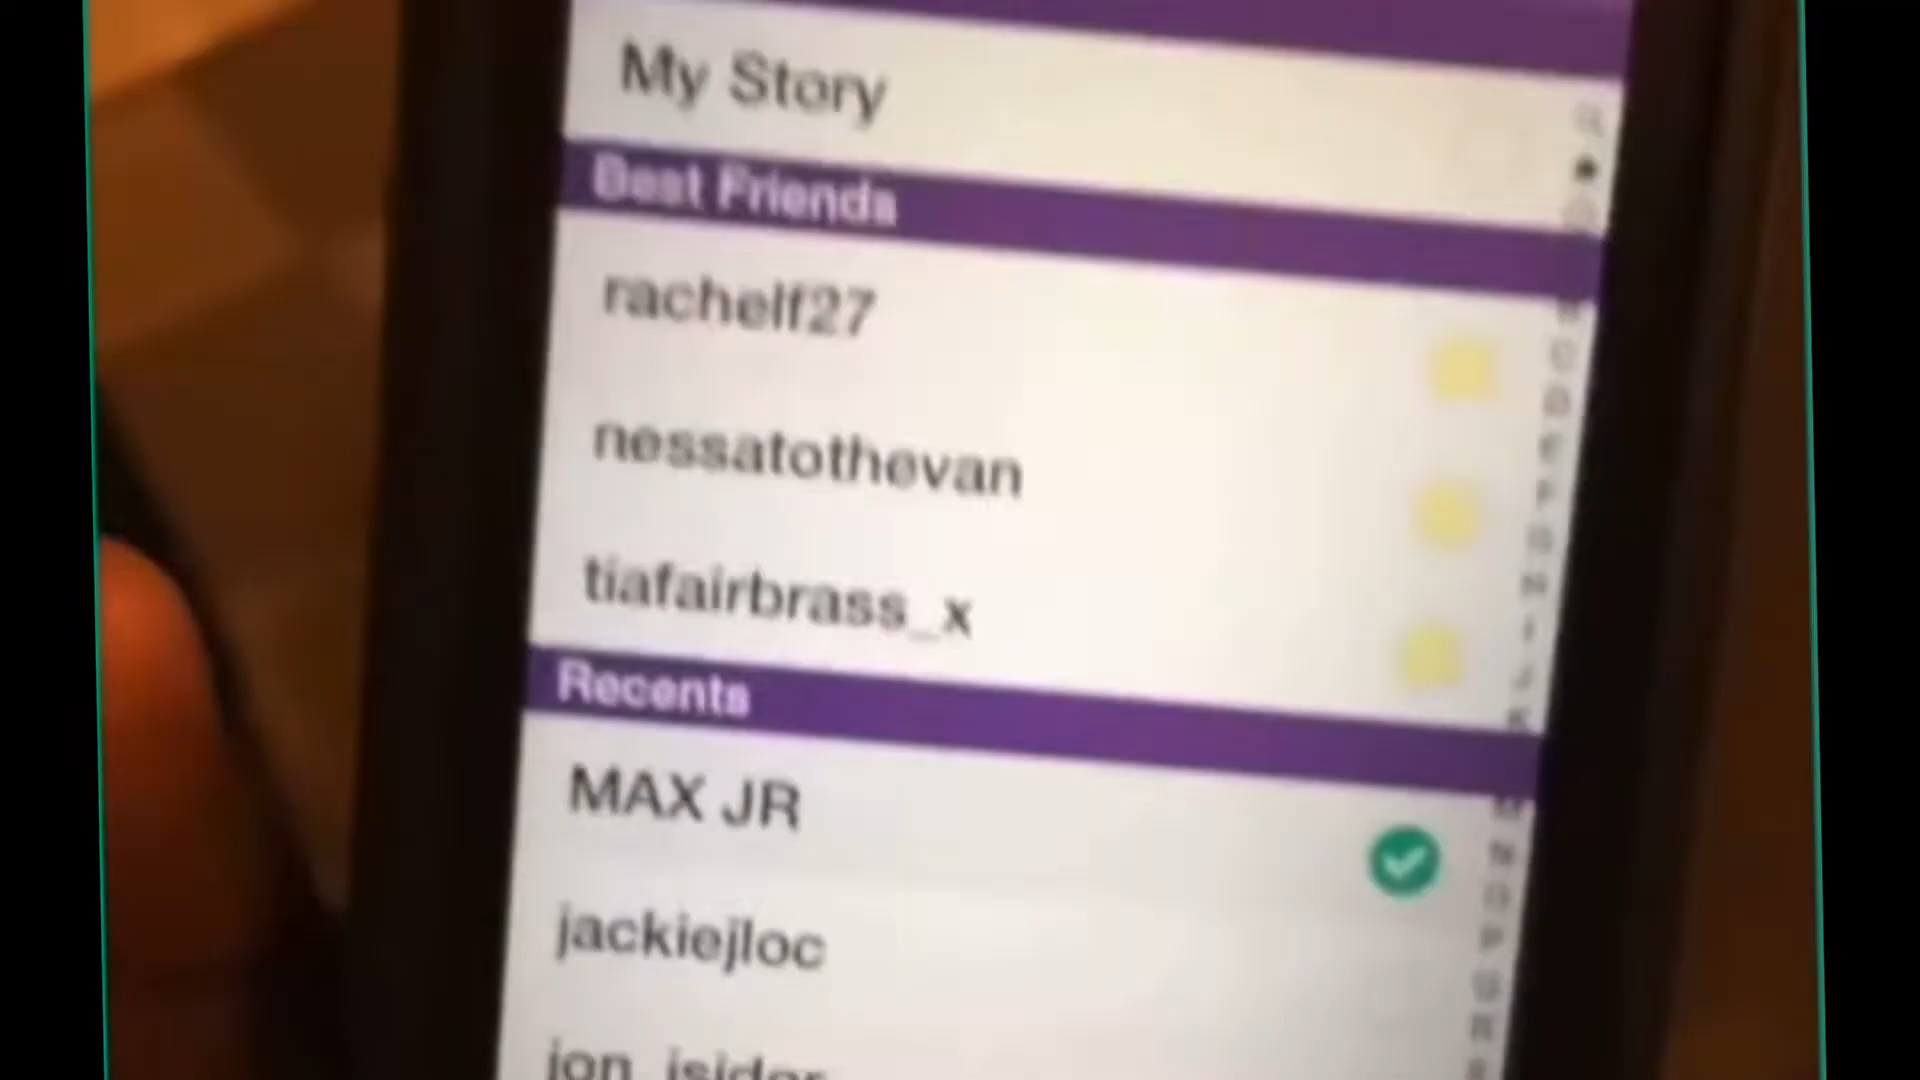 My Story
Best Friends
rachelf27
nessatothevan
tiafairbrass_x
Recents
MAX JR
jackiejloc